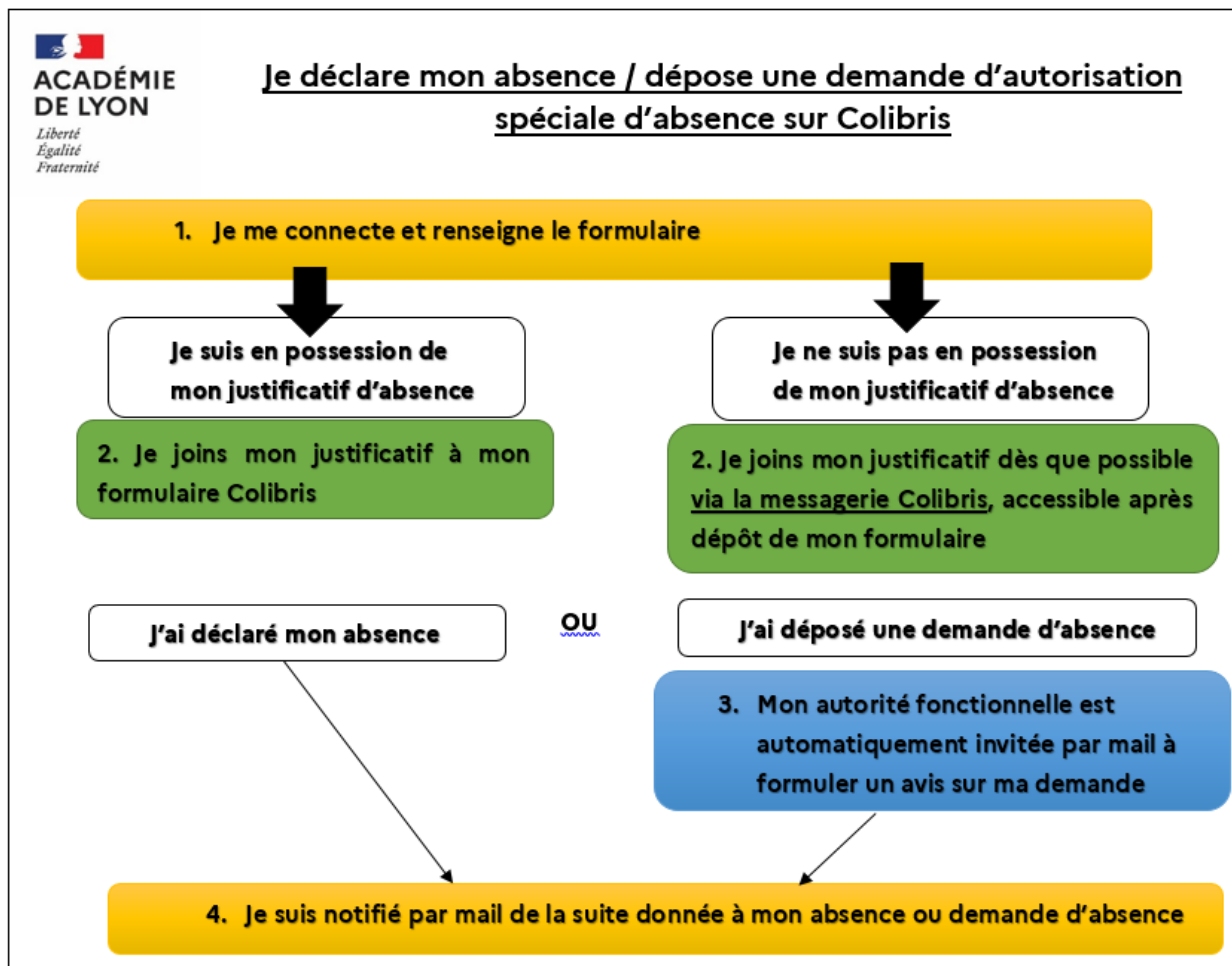 ACADÉMIE
DE LYON
Liberté
Égalité
Fraternité
Je déclare mon absence / dépose une demande d'autorisation
spéciale d'absence sur Colibris
1. Je me connecte et renseigne le formulaire
Je suis en possession de
mon justificatif d'absence
Je ne suis pas en possession
de mon justificatif d'absence
2. Je joins mon justificatif à mon
formulaire Colibris
2. Je joins mon justificatif dès que possible
via la messagerie Colibris, accessible après
dépôt de mon formulaire
J'ai déclaré mon absence
OU
J'ai déposé une demande d'absence
3. Mon autorité fonctionnelle est
automatiquement invitée par mail à
formuler un avis sur ma demande
4. Je suis notifié par mail de la suite donnée à mon absence ou demande d'absence